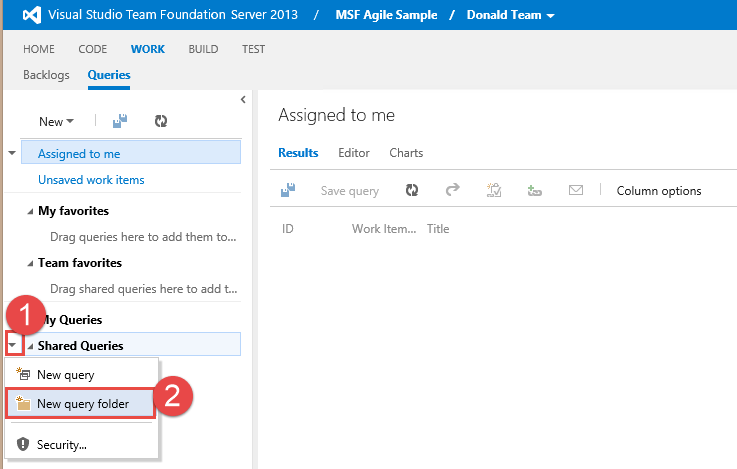 Visual Studio Team Foundation Server 2013 / MSF Agile Sample / Donald Team
HOME CODE WORK BUILD TEST
Backlogs Queries
New
Assigned to me
Unsaved work items
My favorites
Drag queries here to add them to...
Team favorites
Drag shared queries here to add t...
1
My Queries
Shared Queries
New query
New query folder
2
Security...
Assigned to me
Results Editor Charts
Save query Column options
ID Work Item... Title